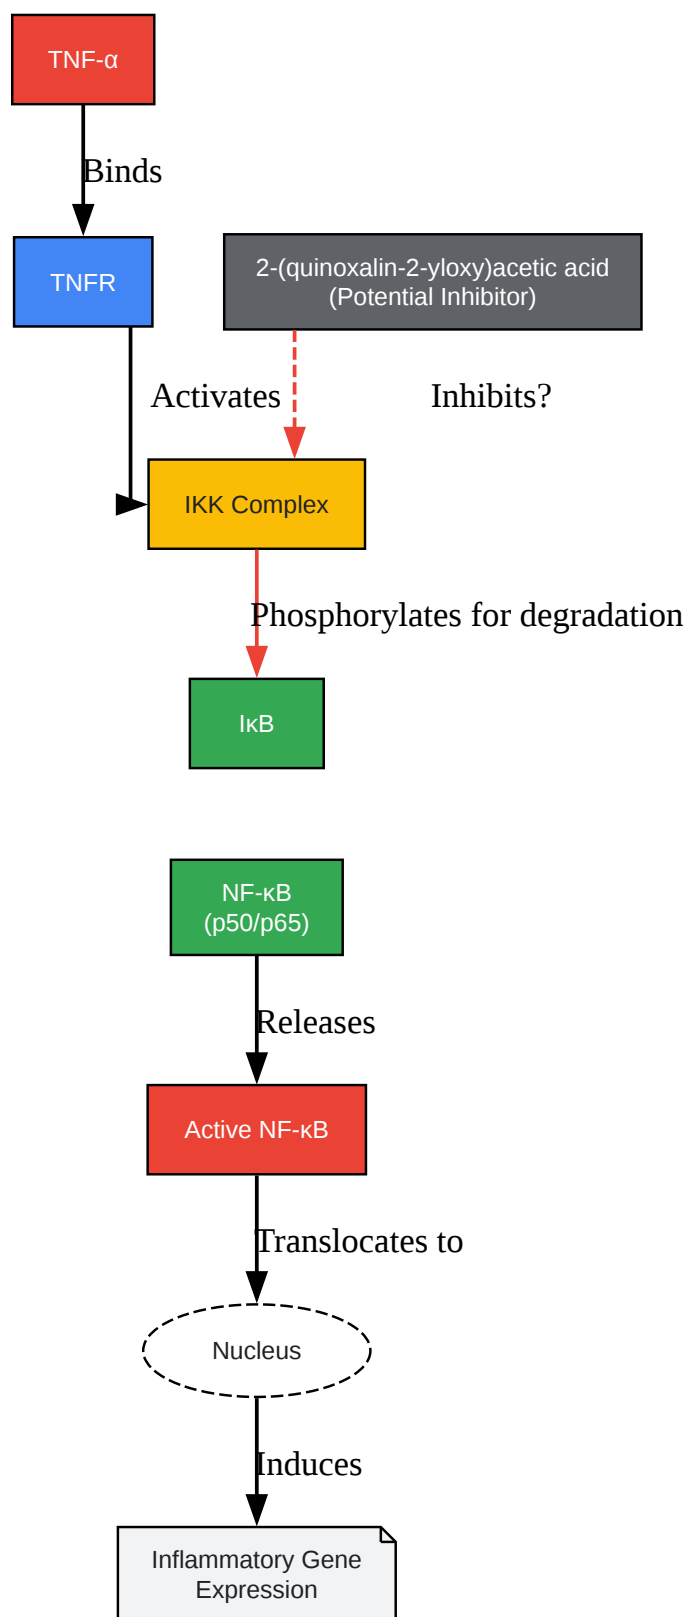 TNF-α
Binds
TNFR
2-(quinoxalin-2-yloxy)acetic acid
(Potential Inhibitor)
Activates
Inhibits?
IKK Complex
Phosphorylates for degradation
IκB
NF-κB
(p50/p65)
Releases
Active NF-κB
Translocates to
Nucleus
Induces
Inflammatory Gene
Expression